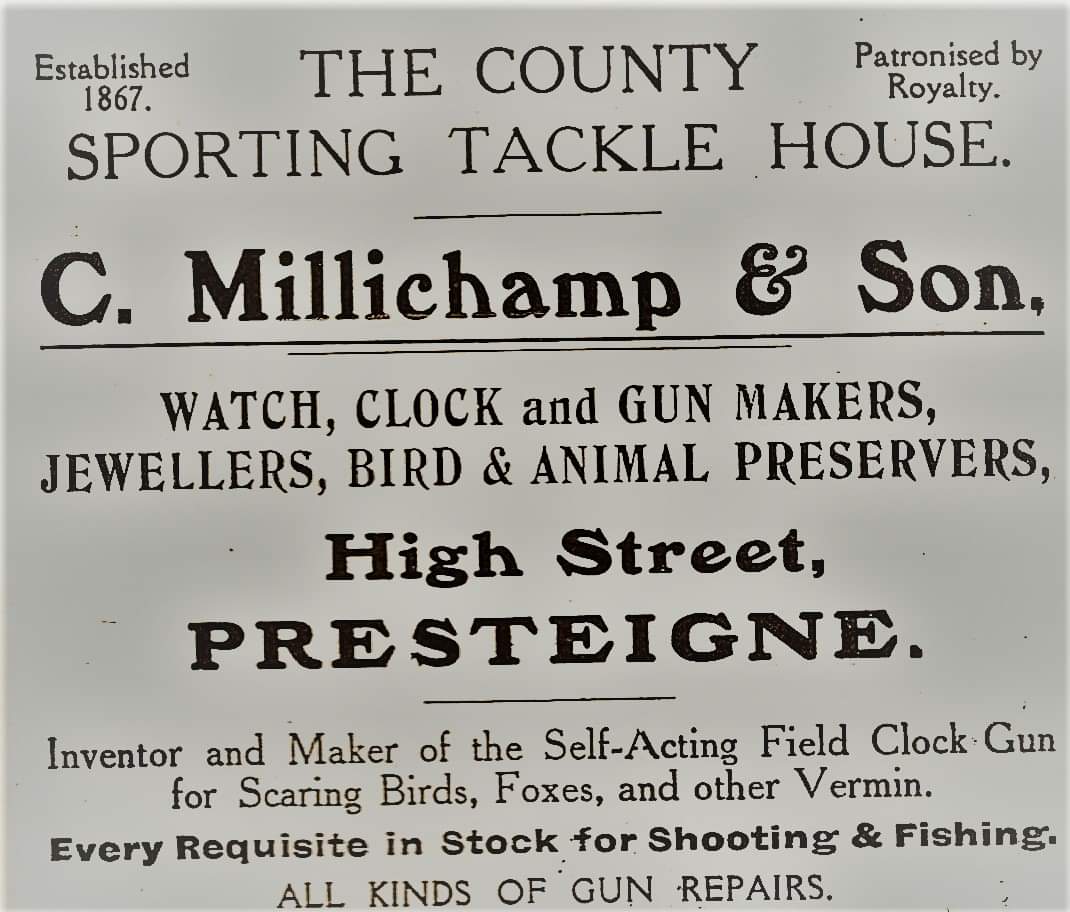 Established
1867.
THE COUNTY
Patronised by
Royalty.
SPORTING TACKLE HOUSE.
C. Millichamp & Son,
WATCH, CLOCK and GUN MAKERS,
JEWELLERS, BIRD & ANIMAL PRESERVERS,
High Street,
PRESTEIGNE.
Inventor and Maker of the Self-Acting Field Clock Gun
for Scaring Birds, Foxes, and other Vermin.
Every Requisite in Stock for Shooting & Fishing.
ALL KINDS OF GUN REPAIRS.